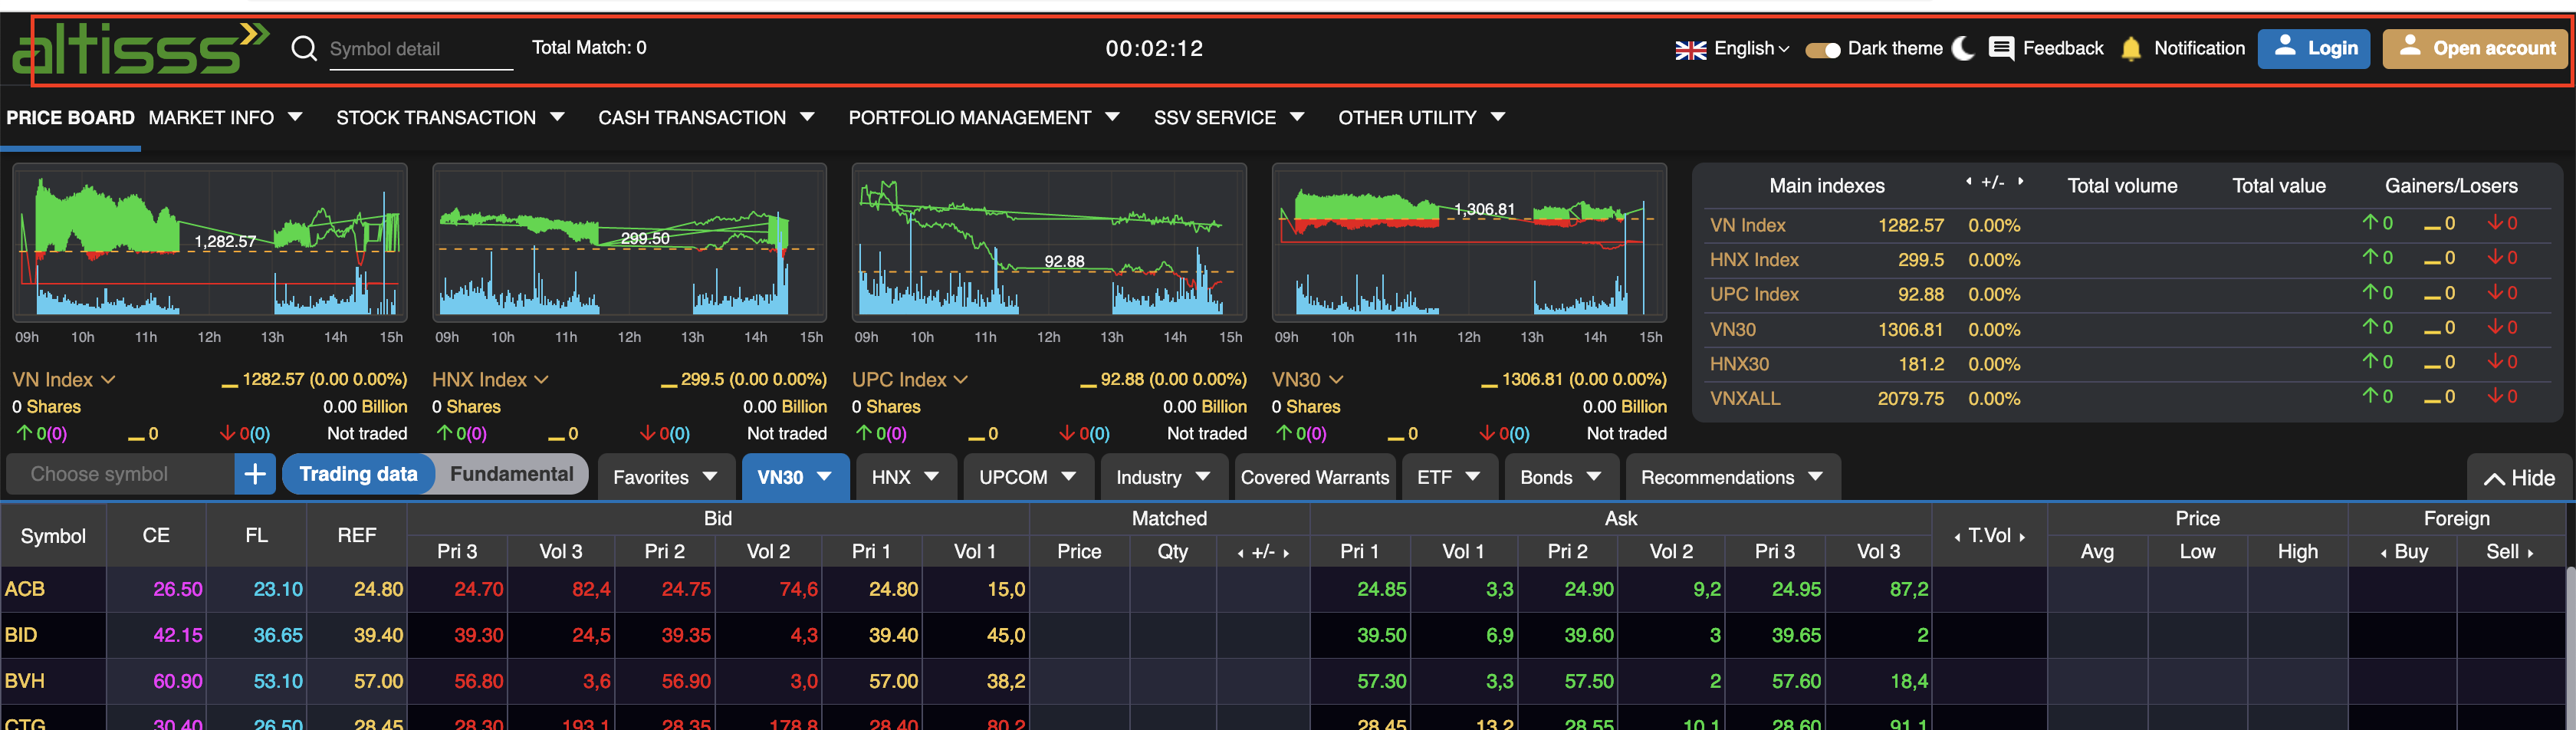 altisss
Symbol detail
Total Match: 0
00:02:12
English
Dark theme
Feedback
Notification
Login
Open account
PRICE BOARD MARKET INFO STOCK TRANSACTION CASH TRANSACTION PORTFOLIO MANAGEMENT SSV SERVICE OTHER UTILITY
1,282.57
09h 10h 11h 12h 13h 14h 15h
VN Index 1282.57 (0.00 0.00%)
0 Shares 0.00 Billion
0(0) 0 0(0) Not traded
299.50
09h 10h 11h 12h 13h 14h 15h
HNX Index 299.5 (0.00 0.00%)
0 Shares 0.00 Billion
0(0) 0 0(0) Not traded
92.88
09h 10h 11h 12h 13h 14h 15h
UPC Index 92.88 (0.00 0.00%)
0 Shares 0.00 Billion
0(0) 0 0(0) Not traded
1,306.81
09h 10h 11h 12h 13h 14h 15h
VN30 1306.81 (0.00 0.00%)
0 Shares 0.00 Billion
0(0) 0 0(0) Not traded
Main indexes +/- Total volume Total value Gainers/Losers
VN Index 1282.57 0.00% 0 0 0
HNX Index 299.5 0.00% 0 0 0
UPC Index 92.88 0.00% 0 0 0
VN30 1306.81 0.00% 0 0 0
HNX30 181.2 0.00% 0 0 0
VNXALL 2079.75 0.00% 0 0 0
Choose symbol + Trading data Fundamental Favorites VN30 HNX UPCOM Industry Covered Warrants ETF Bonds Recommendations Hide
Symbol CE FL REF Bid Matched Ask T.Vol Price Foreign
Pri 3 Vol 3 Pri 2 Vol 2 Pri 1 Vol 1 Price Qty +/- Pri 1 Vol 1 Pri 2 Vol 2 Pri 3 Vol 3 Avg Low High Buy Sell
ACB 26.50 23.10 24.80 24.70 82,4 24.75 74,6 24.80 15,0 24.85 3,3 24.90 9,2 24.95 87,2
BID 42.15 36.65 39.40 39.30 24,5 39.35 4,3 39.40 45,0 39.50 6,9 39.60 3 39.65 2
BVH 60.90 53.10 57.00 56.80 3,6 56.90 3,0 57.00 38,2 57.30 3,3 57.50 2 57.60 18,4
CTG 30.40 26.50 28.45 28.30 193,1 28.35 178,8 28.40 80,2 28.45 13,2 28.55 10,1 28.60 91,1